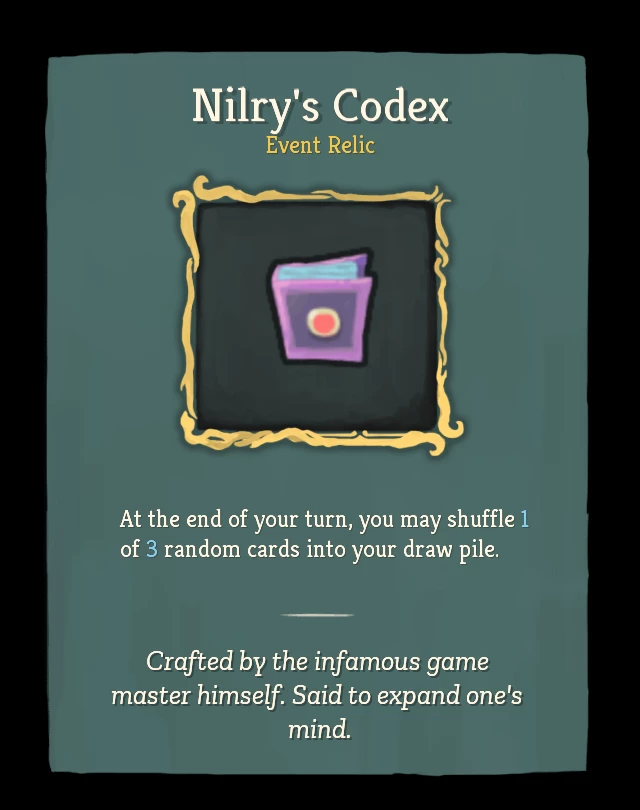 Nilry's Codex
Event Relic
At the end of your turn, you may shuffle 1
of 3 random cards into your draw pile.
Crafted by the infamous game
master himself. Said to expand one's
mind.